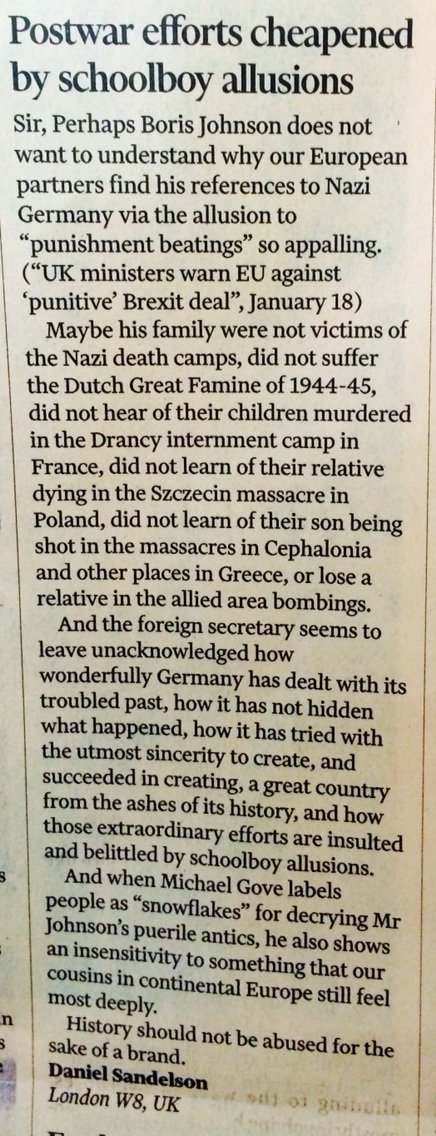 Postwar efforts cheapened
by schoolboy allusions
Sir, Perhaps Boris Johnson does not
want to understand why our European
partners find his references to Nazi
Germany via the allusion to
“punishment beatings” so appalling.
(“UK ministers warn EU against
‘punitive’ Brexit deal”, January 18)
Maybe his family were not victims of
the Nazi death camps, did not suffer
the Dutch Great Famine of 1944-45,
did not hear of their children murdered
in the Drancy internment camp in
France, did not learn of their relative
dying in the Szczecin massacre in
Poland, did not learn of their son being
shot in the massacres in Cephalonia
and other places in Greece, or lose a
relative in the allied area bombings.
And the foreign secretary seems to
leave unacknowledged how
wonderfully Germany has dealt with its
troubled past, how it has not hidden
what happened, how it has tried with
the utmost sincerity to create, and
succeeded in creating, a great country
from the ashes of its history, and how
those extraordinary efforts are insulted
and belittled by schoolboy allusions.
And when Michael Gove labels
people as “snowflakes” for decrying Mr
Johnson’s puerile antics, he also shows
an insensitivity to something that our
cousins in continental Europe still feel
most deeply.
History should not be abused for the
sake of a brand.
Daniel Sandelson
London W8, UK